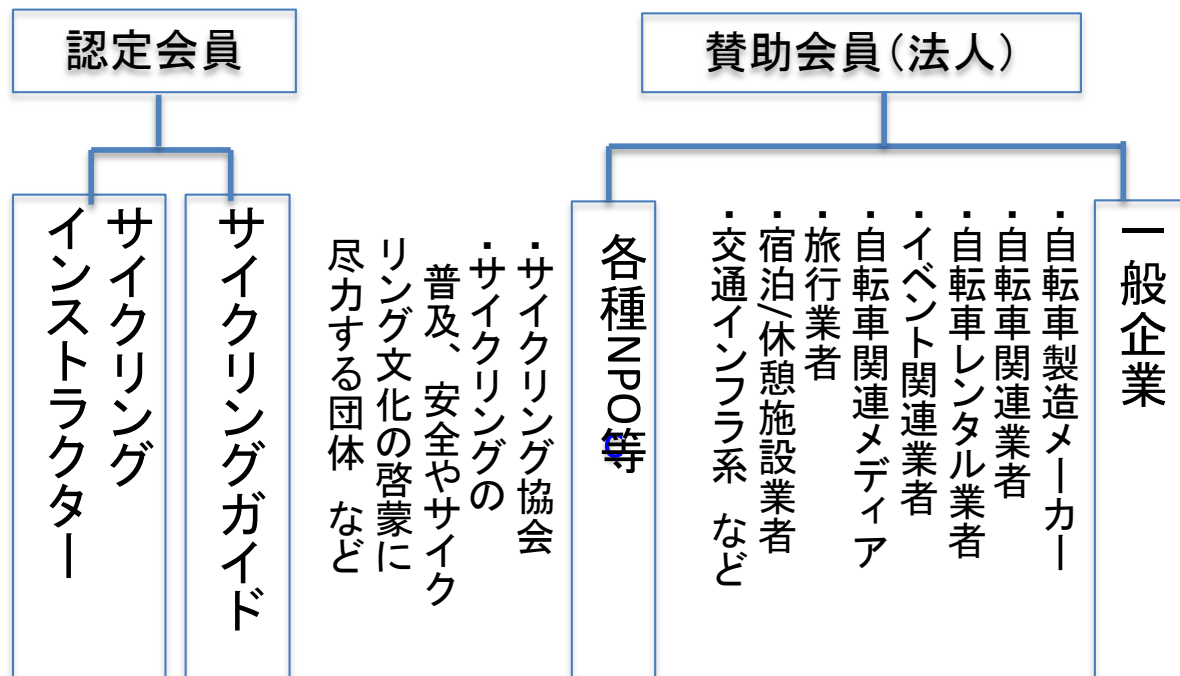 認定会員
サイクリングガイド
サイクリング
インストラクター
賛助会員(法人)
一般企業
・自転車製造メーカー
・自転車関連業者
・自転車レンタル業者
・イベント関連業者
・自転車関連メディア
・旅行業者
・宿泊/休憩施設業者
・交通インフラ系 など
各種NPO等
・サイクリング協会
・サイクリングの
普及、安全やサイク
リング文化の啓蒙に
尽力する団体 など